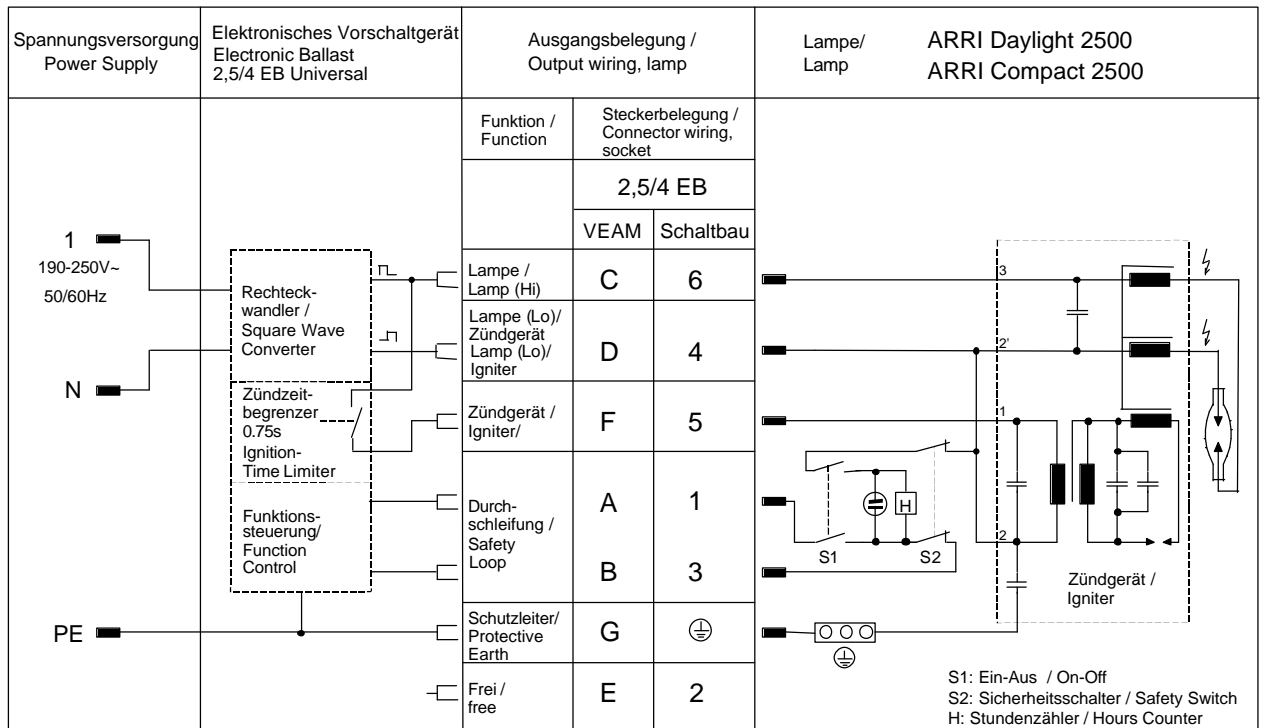 Spannungsversorgung
Power Supply
Elektronisches Vorschaltgerät
Electronic Ballast
2,5/4 EB Universal
Ausgangsbelegung /
Output wiring, lamp
Lampe/
Lamp
ARRI Daylight 2500
ARRI Compact 2500
Funktion /
Function
Steckerbelegung /
Connector wiring,
socket
2,5/4 EB
VEAM
Schaltbau
1
190-250V~
50/60Hz
N
PE
Rechteck-
wandler /
Square Wave
Converter
Zündzeit-
begrenzer
0.75s
Ignition-
Time Limiter
Funktions-
steuerung/
Function
Control
Lampe /
Lamp (Hi)
C
6
Lampe (Lo)/
Zündgerät
Lamp (Lo)/
Igniter
D
4
Zündgerät /
Igniter/
F
5
Durch-
schleifung /
Safety
Loop
A
1
B
3
Schutzleiter/
Protective
Earth
G
Frei /
free
E
2
3
2'
1
2
H
S1
S2
Zündgerät /
Igniter
S1: Ein-Aus / On-Off
S2: Sicherheitsschalter / Safety Switch
H: Stundenzähler / Hours Counter